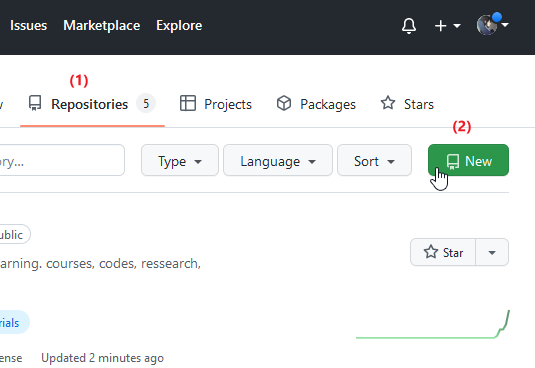 Issues Marketplace Explore
(1)
Repositories 5 Projects Packages Stars
(2)
ory... Type Language Sort New
ublic
Star
arning. courses, codes, ressearch,
rials
ense Updated 2 minutes ago